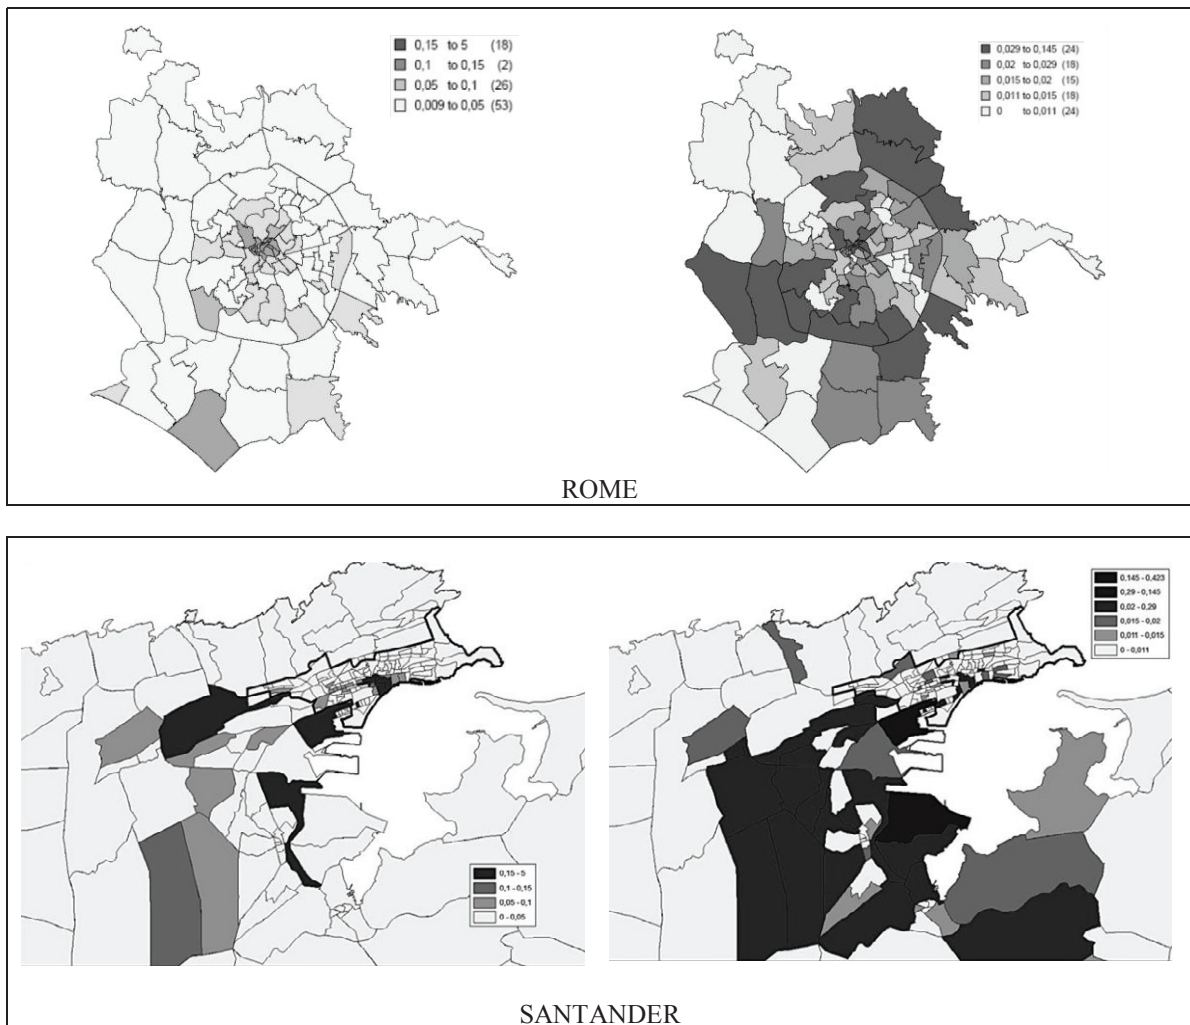 0,15 to 5 (18)
0,1 to 0,15 (2)
0,05 to 0,1 (26)
0,009 to 0,05 (53)
0,029 to 0,145 (24)
0,02 to 0,029 (18)
0,015 to 0,02 (15)
0,011 to 0,015 (18)
0 to 0,011 (24)
ROME
0,145 - 0,423
0,29 - 0,145
0,02 - 0,29
0,015 - 0,02
0,011 - 0,015
0 - 0,011
0,15 - 5
0,1 - 0,15
0,05 - 0,1
0 - 0,05
SANTANDER